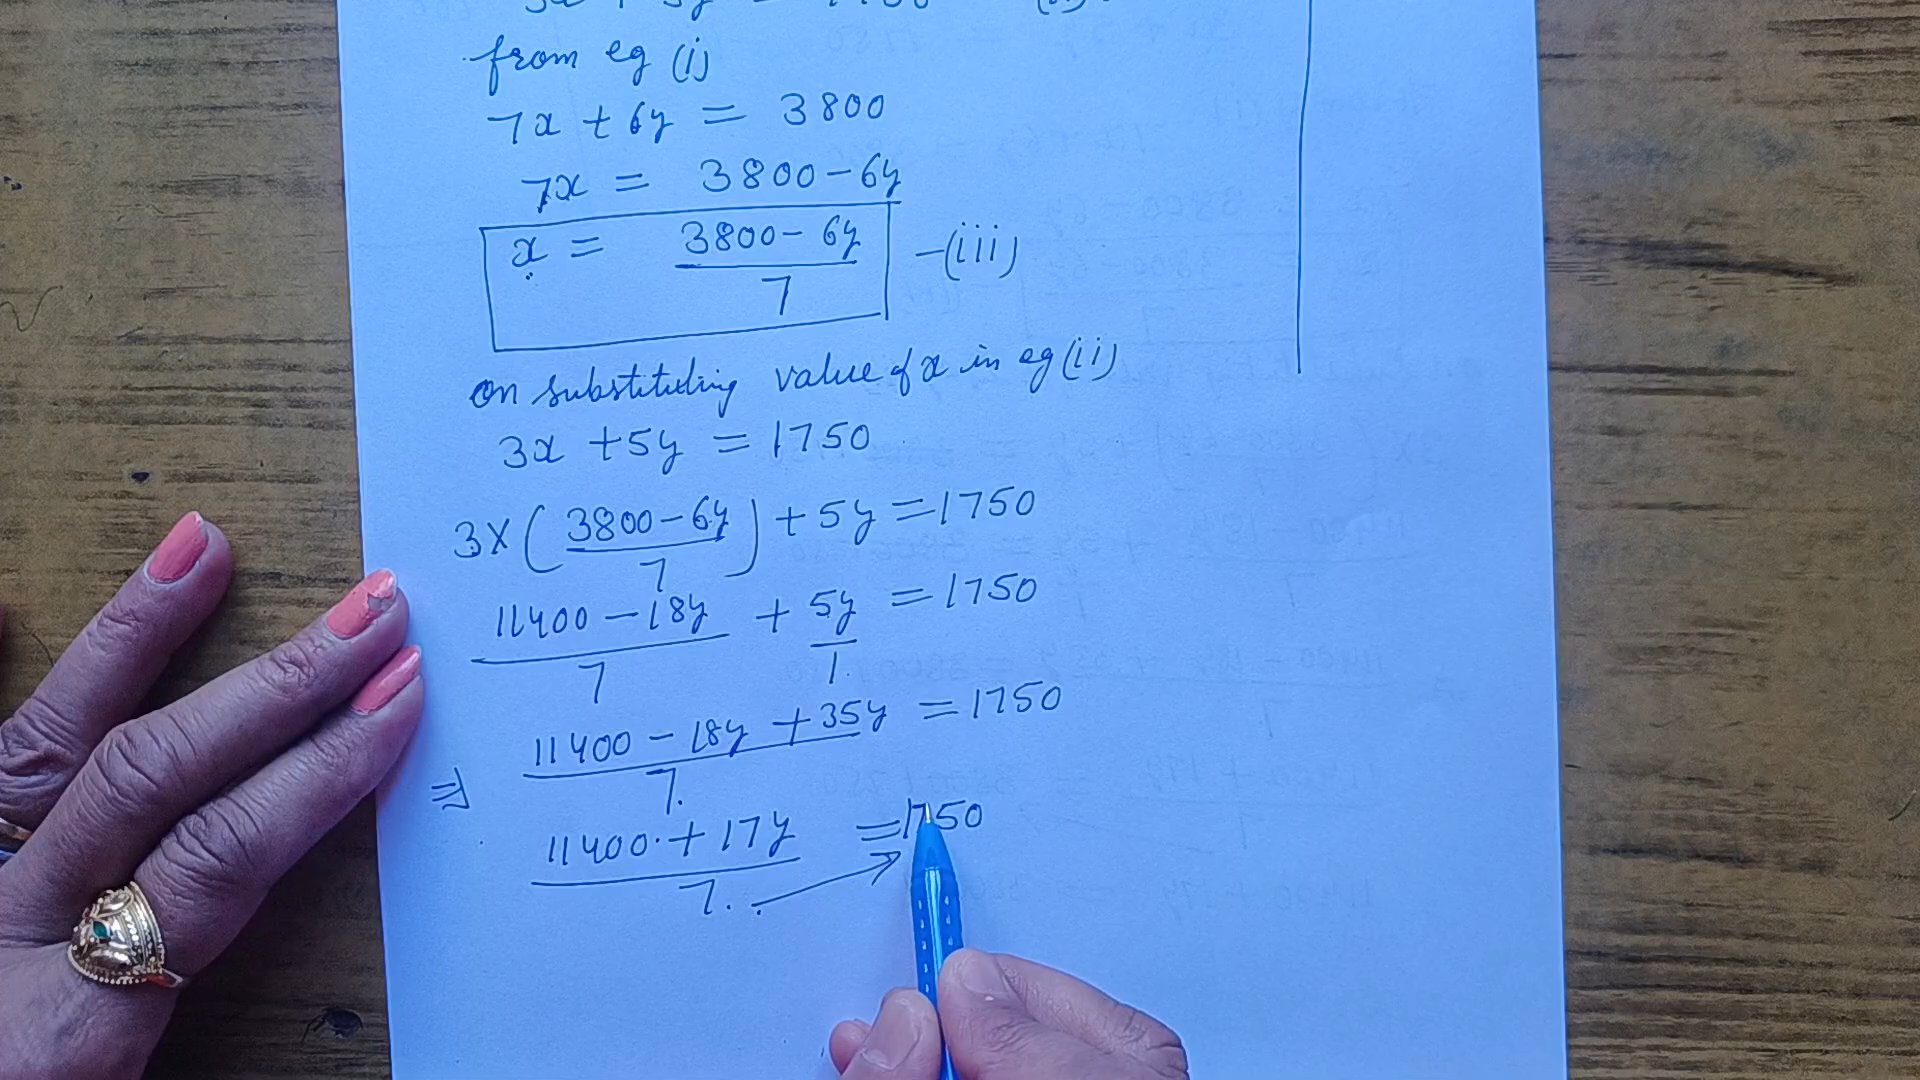 from eq (i)
7x + 6y = 3800
7x = 3800 - 6y
x = 3800 - 6y / 7 - (iii)
on substituting value of x in eq (ii)
3x + 5y = 1750
3 × ( 3800 - 6y / 7 ) + 5y = 1750
11400 - 18y / 7 + 5y / 1 = 1750
11400 - 18y + 35y / 7 = 1750
⇒ 11400 + 17y / 7 = 1750